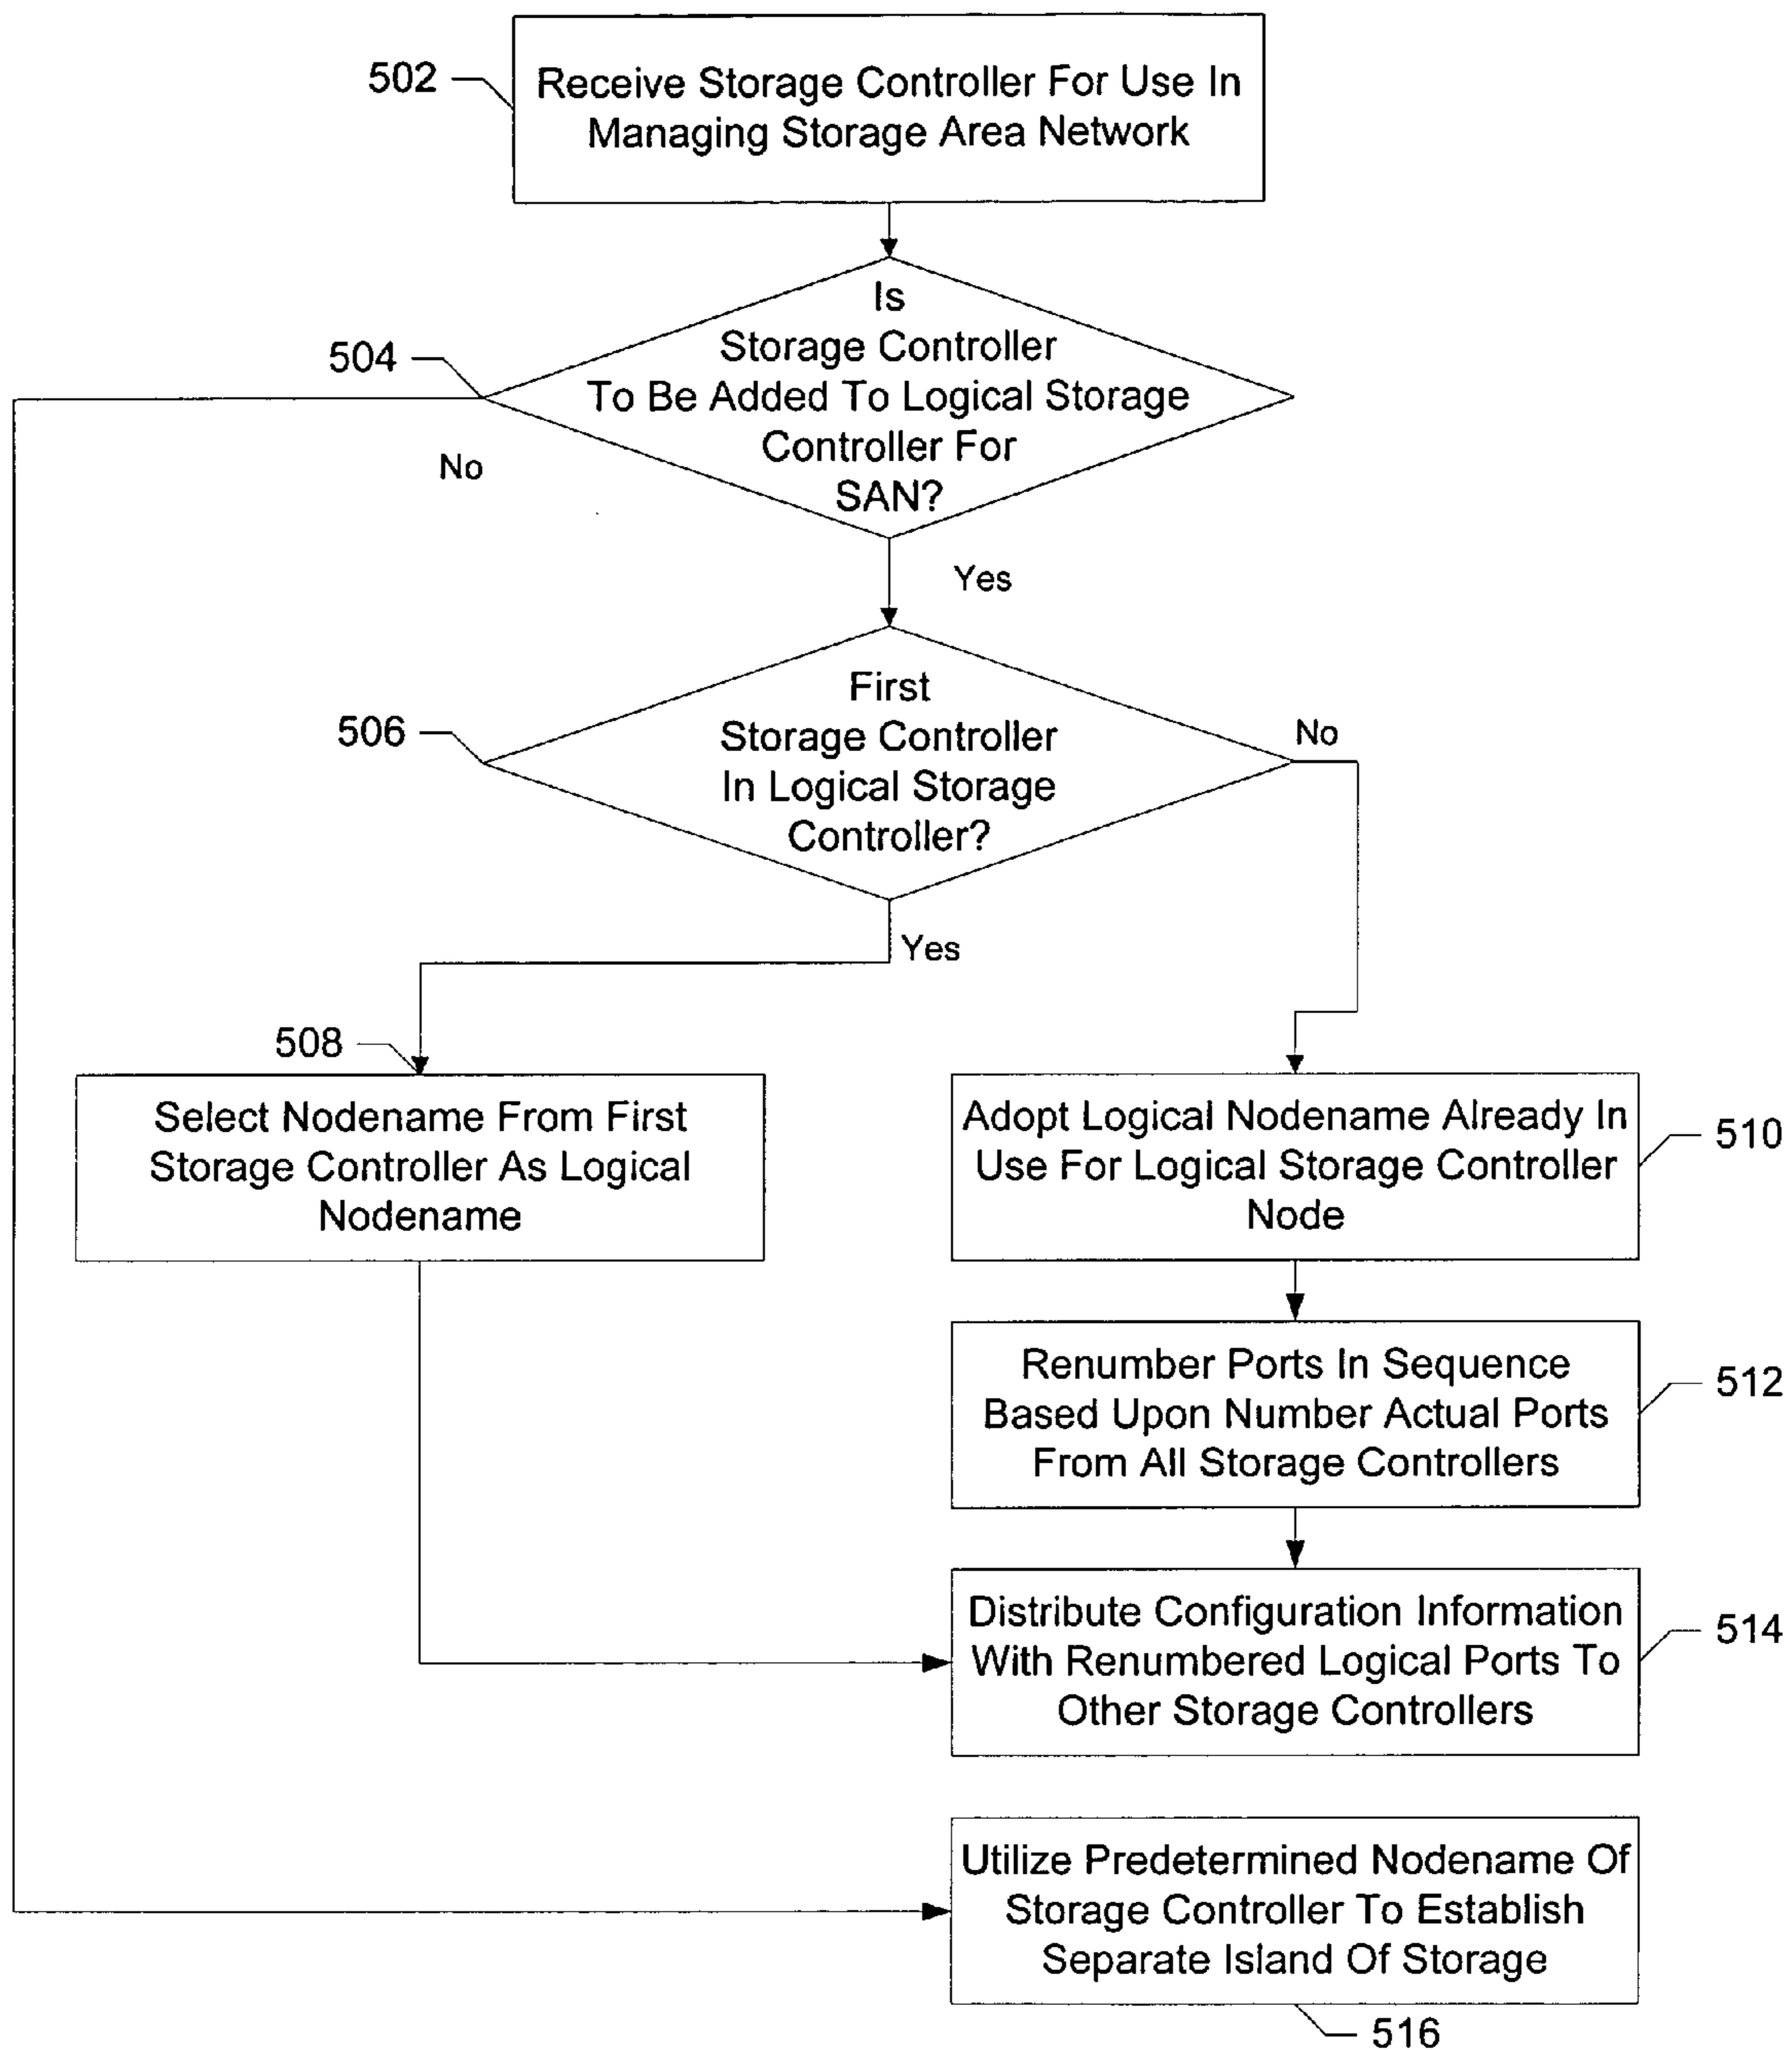 502
Receive Storage Controller For Use In
Managing Storage Area Network
504
Is
Storage Controller
To Be Added To Logical Storage
Controller For
SAN?
No
Yes
506
First
Storage Controller
In Logical Storage
Controller?
No
Yes
508
Select Nodename From First
Storage Controller As Logical
Nodename
Adopt Logical Nodename Already In
Use For Logical Storage Controller
Node
510
Renumber Ports In Sequence
Based Upon Number Actual Ports
From All Storage Controllers
512
Distribute Configuration Information
With Renumbered Logical Ports To
Other Storage Controllers
514
Utilize Predetermined Nodename Of
Storage Controller To Establish
Separate Island Of Storage
516